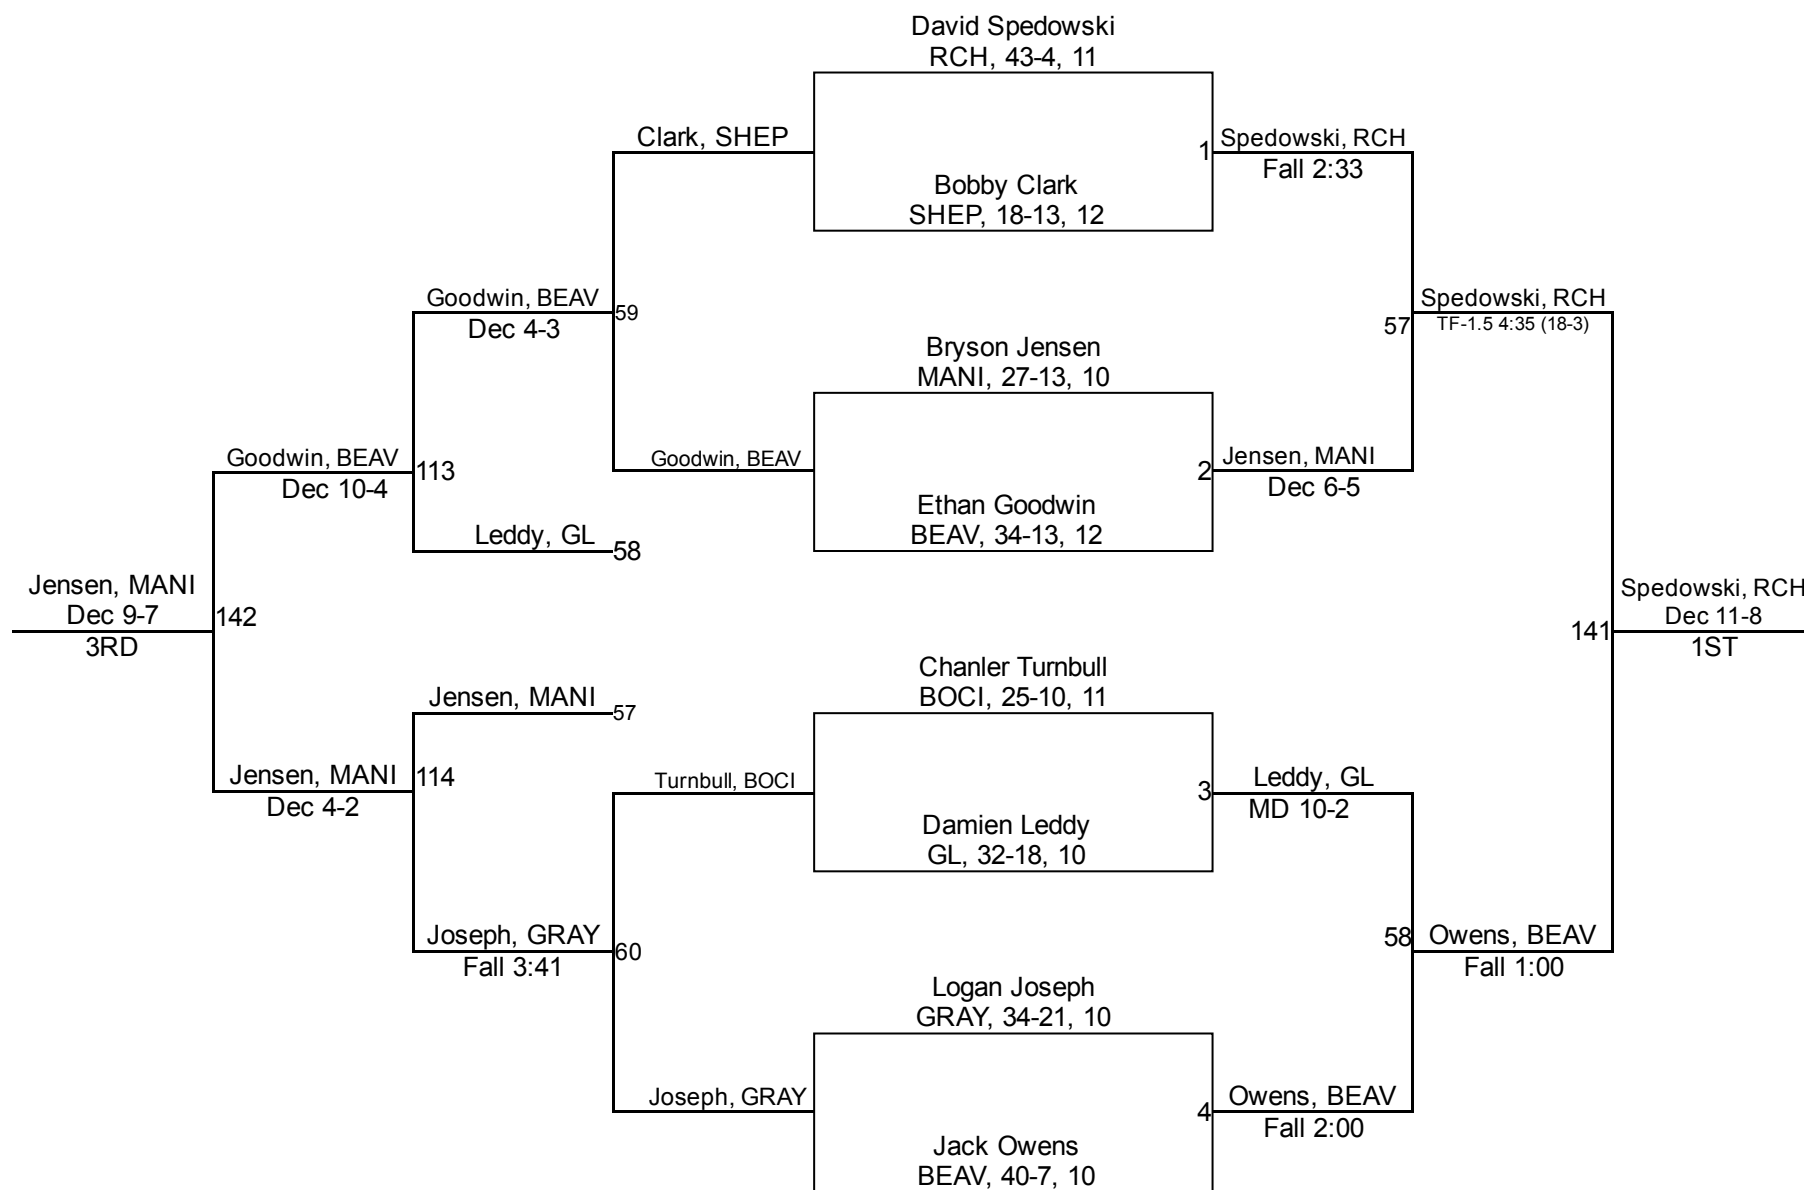 David Spedowski
RCH, 43-4, 11
Clark, SHEP
1
Spedowski, RCH
Fall 2:33
Bobby Clark
SHEP, 18-13, 12
Goodwin, BEAV
Dec 4-3
59
Spedowski, RCH
TF-1.5 4:35 (18-3)
57
Bryson Jensen
MANI, 27-13, 10
Goodwin, BEAV
Dec 10-4
113
Goodwin, BEAV
2
Jensen, MANI
Dec 6-5
Ethan Goodwin
BEAV, 34-13, 12
Leddy, GL
58
Jensen, MANI
Dec 9-7
3RD
142
141
Spedowski, RCH
Dec 11-8
1ST
Chanler Turnbull
BOCI, 25-10, 11
Jensen, MANI
57
Jensen, MANI
Dec 4-2
114
Turnbull, BOCI
3
Leddy, GL
MD 10-2
Damien Leddy
GL, 32-18, 10
Joseph, GRAY
Fall 3:41
60
58
Owens, BEAV
Fall 1:00
Logan Joseph
GRAY, 34-21, 10
Joseph, GRAY
4
Owens, BEAV
Fall 2:00
Jack Owens
BEAV, 40-7, 10